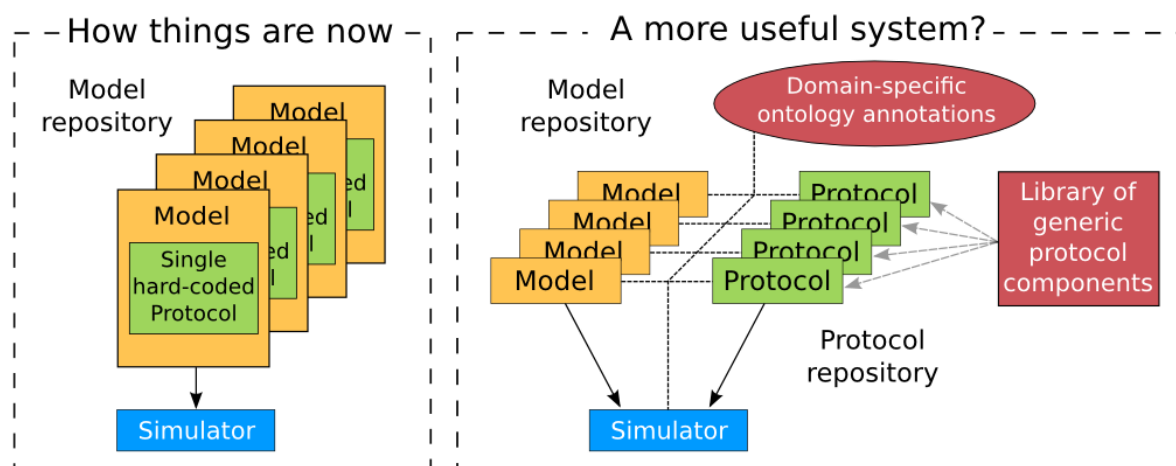 How things are now
Model
repository
Model
Model
Model
Model
Single
hard-coded
Protocol
Simulator
A more useful system?
Model
repository
Domain-specific
ontology annotations
Model
Model
Model
Model
Protocol
Protocol
Protocol
Protocol
Library of
generic
protocol
components
Protocol
repository
Simulator